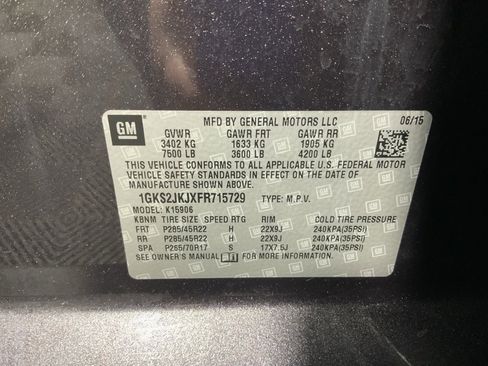 GM
MFD BY GENERAL MOTORS LLC 06/15
GVWR GAWR FRT GAWR RR
3402 KG 1633 KG 1905 KG
7500 LB 3600 LB 4200 LB
THIS VEHICLE CONFORMS TO ALL APPLICABLE U.S. FEDERAL MOTOR
VEHICLE SAFETY STANDARDS IN EFFECT ON THE DATE OF
MANUFACTURE SHOWN ABOVE.
1GKS2JKJXFR715729 TYPE: M.P.V.
MODEL: K15906
KBNM TIRE SIZE SPEED RTG RIM COLD TIRE PRESSURE
FRT P285/45R22 H 22X9J 240KPA(35PSI)
RR P285/45R22 H 22X9J 240KPA(35PSI)
SPA P265/70R17 S 17X7.5J 240KPA(35PSI)
SEE OWNER'S MANUAL FOR MORE INFORMATION.